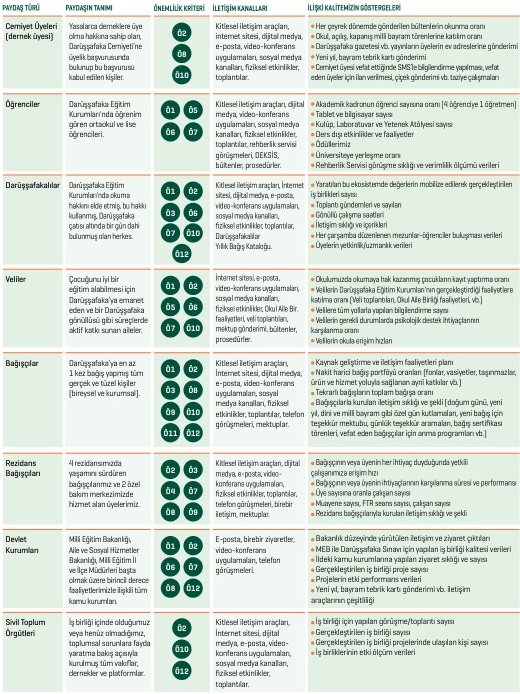 PAYDAŞ TÜRÜ
PAYDAŞIN TANIMI
ÖNEMLİLİK KRİTERİ
İLETİŞİM KANALLARI
İLİŞKİ KALİTEMİZİN GÖSTERGELERİ
Cemiyet Üyeleri
(dernek üyesi)
Yasalarca derneklere üye
olma hakkına sahip olan,
Darüşşafaka Cemiyeti'ne
üyelik başvurusunda
bulunup bu başvurusu
kabul edilen kişiler.
Ö2
Ö8
Ö10
Kitlesel iletişim araçları,
internet sitesi, dijital medya,
e-posta, video-konferans
uygulamaları, sosyal medya
kanalları, fiziksel etkinlikler,
toplantılar.
● Her çeyrek dönemde gönderilen bültenlerin okunma oranı
● Okul, açılış, kapanış milli bayram törenlerine katılım oranı
● Darüşşafaka gazetesi vb. yayınların üyelerin ev adreslerine gönderimi
● Yeni yıl, bayram tebrik kartı gönderimi
● Cemiyet üyesi vefat ettiğinde SMS'le bilgilendirme yapılması, vefat
eden üyeler için ilan verilmesi, çiçek gönderimi vb. taziye çalışmaları
Öğrenciler
Darüşşafaka Eğitim
Kurumları'nda öğrenim
gören ortaokul ve lise
öğrencileri.
Ö1 Ö5
Ö6 Ö7
Kitlesel iletişim araçları, dijital
medya, video-konferans
uygulamaları, sosyal medya
kanalları, fiziksel etkinlikler,
toplantılar, rehberlik servisi
görüşmeleri, DEKSİS,
bültenler, prosedürler.
● Akademik kadronun öğrenci sayısına oranı (4 öğrenciye 1 öğretmen)
● Tablet ve bilgisayar sayısı
● Kulüp, Laboratuvar ve Yetenek Atölyesi sayısı
● Ders dışı etkinlikler ve faaliyetler
● Ödüllerimiz
● Üniversiteye yerleşme oranı
● Rehberlik Servisi görüşme sıklığı ve verimlilik ölçümü verileri
Darüşşafakalılar
Darüşşafaka Eğitim
Kurumları'nda okuma
hakkını elde etmiş, bu hakkı
kullanmış, Darüşşafaka
çatısı altında bir gün dahi
bulunmuş olan herkes.
Ö1 Ö2
Ö3 Ö6
Ö7 Ö10
Ö12
Kitlesel iletişim araçları, İnternet
sitesi, dijital medya, e-posta,
video-konferans uygulamaları,
sosyal medya kanalları,
fiziksel etkinlikler, toplantılar,
Darüşşafakalılar
Yıllık Bağış Kataloğu.
● Yaratılan bu ekosistemde değerlerin mobilize edilerek gerçekleştirilen
iş birlikleri sayısı
● Toplantı gündemleri ve sayıları
● Gönüllü çalışma saatleri
● İletişim sıklığı ve içerikleri
● Her çarşamba düzenlenen mezunlar-öğrenciler buluşması verileri
● Üyelerin yetkinlik/uzmanlık verileri
Veliler
Çocuğunu iyi bir
eğitim alabilmesi için
Darüşşafaka'ya emanet
eden ve bir Darüşşafaka
gönüllüsü gibi süreçlerde
aktif katkı sunan aileler.
Ö1 Ö2
Ö5 Ö6
Ö7 Ö10
İnternet sitesi, e-posta,
video-konferans uygulamaları,
sosyal medya kanalları,
fiziksel etkinlikler, Okul Aile Bir.
faaliyetleri, veli toplantıları,
mektup gönderimi, bültenler,
prosedürler.
● Okulumuzda okumaya hak kazanmış çocukların kayıt yaptırma oranı
● Velilerin Darüşşafaka Eğitim Kurumları'nın gerçekleştirdiği faaliyetlere
katılma oranı (Veli toplantıları, Okul Aile Birliği faaliyetleri, vb.)
● Velilere tüm yollarla yapılan bilgilendirme sayısı
● Velilerin gerekli durumlarda psikolojik destek ihtiyaçlarının
karşılanma oranı
● Velilerin okula erişim hızları
Bağışçılar
Darüşşafaka'ya en az
1 kez bağış yapmış tüm
gerçek ve tüzel kişiler
(bireysel ve kurumsal).
Ö1 Ö2
Ö3 Ö8
Ö9 Ö10
Ö11 Ö12
Kitlesel iletişim araçları,
İnternet sitesi, dijital medya,
e-posta, video-konferans
uygulamaları, sosyal
medya kanalları, fiziksel
etkinlikler, toplantılar, telefon
görüşmeleri, mektuplar.
● Kaynak geliştirme ve iletişim faaliyetleri planı
● Nakit harici bağış portföyü oranları (fonlar, vasiyetler, taşınmazlar,
ürün ve hizmet yoluyla sağlanan ayni katkılar vb.)
● Tekrarlı bağışların toplam bağışa oranı
● Bağışçılarla kurulan iletişim sıklığı ve şekli (doğum günü, yeni
yıl, dini ve milli bayram gibi özel gün kutlamaları, yeni bağış için
teşekkür mektubu, günlük teşekkür aramaları, bağış sertifikası
törenleri, vefat eden bağışçılar için anma programları vb.)
Rezidans
Bağışçıları
4 rezidansımızda
yaşamını sürdüren
bağışçılarımız ve 2 özel
bakım merkezimizde
hizmet alan üyelerimiz.
Ö2 Ö3
Ö4 Ö7
Ö8 Ö9
Kitlesel iletişim araçları, dijital
medya, e-posta, video-
konferans uygulamaları,
fiziksel etkinlikler, toplantılar,
telefon görüşmeleri, birebir
iletişim, mektuplar.
● Bağışçının veya üyenin her ihtiyaç duyduğunda yetkili
çalışanımıza erişim hızı
● Bağışçının veya üyenin ihtiyaçlarının karşılanma süresi ve performansı
● Üye sayısına oranla çalışan sayısı
● Muayene sayısı, FTR seans sayısı, çalışan sayısı
● Rezidans bağışçılarıyla kurulan iletişim sıklığı ve şekli
Devlet
Kurumları
Milli Eğitim Bakanlığı,
Aile ve Sosyal Hizmetler
Bakanlığı, Milli Eğitim İl
ve İlçe Müdürleri başta
olmak üzere birincil derece
faaliyetlerimizle ilişkili tüm
kamu kurumları.
Ö1 Ö2
Ö6 Ö7
Ö8 Ö12
E-posta, birebir ziyaretler,
video-konferans
uygulamaları, telefon
görüşmeleri.
● Bakanlık düzeyinde yürütülen iletişim ve ziyaret çıktıları
● MEB ile Darüşşafaka Sınavı için yapılan iş birliği kalitesi verileri
● İldeki kamu kurumlarına yapılan ziyaret sıklığı ve sayısı
● Gerçekleştirilen iş birliği proje sayısı
● Projelerin etki performans verileri
● Yeni yıl, bayram tebrik kartı gönderimi vb. iletişim
araçlarının çeşitliliği
Sivil Toplum
Örgütleri
İş birliği içinde olduğumuz
veya henüz olmadığımız,
toplumsal sorunlara fayda
yaratma bakış açısıyla
kurulmuş tüm vakıflar,
dernekler ve platformlar.
Ö2
Ö10
Ö12
Kitlesel iletişim araçları,
İnternet sitesi, dijital medya,
sosyal medya, e-posta, video-
konferans uygulamaları,
sosyal medya kanalları,
fiziksel etkinlikler, telefon,
toplantılar.
● İş birliği için yapılan görüşme/toplantı sayısı
● Gerçekleştirilen iş birliği sayısı
● Gerçekleştirilen iş birliği projelerinde ulaşılan kişi sayısı
● İş birliklerinin etki ölçüm verileri